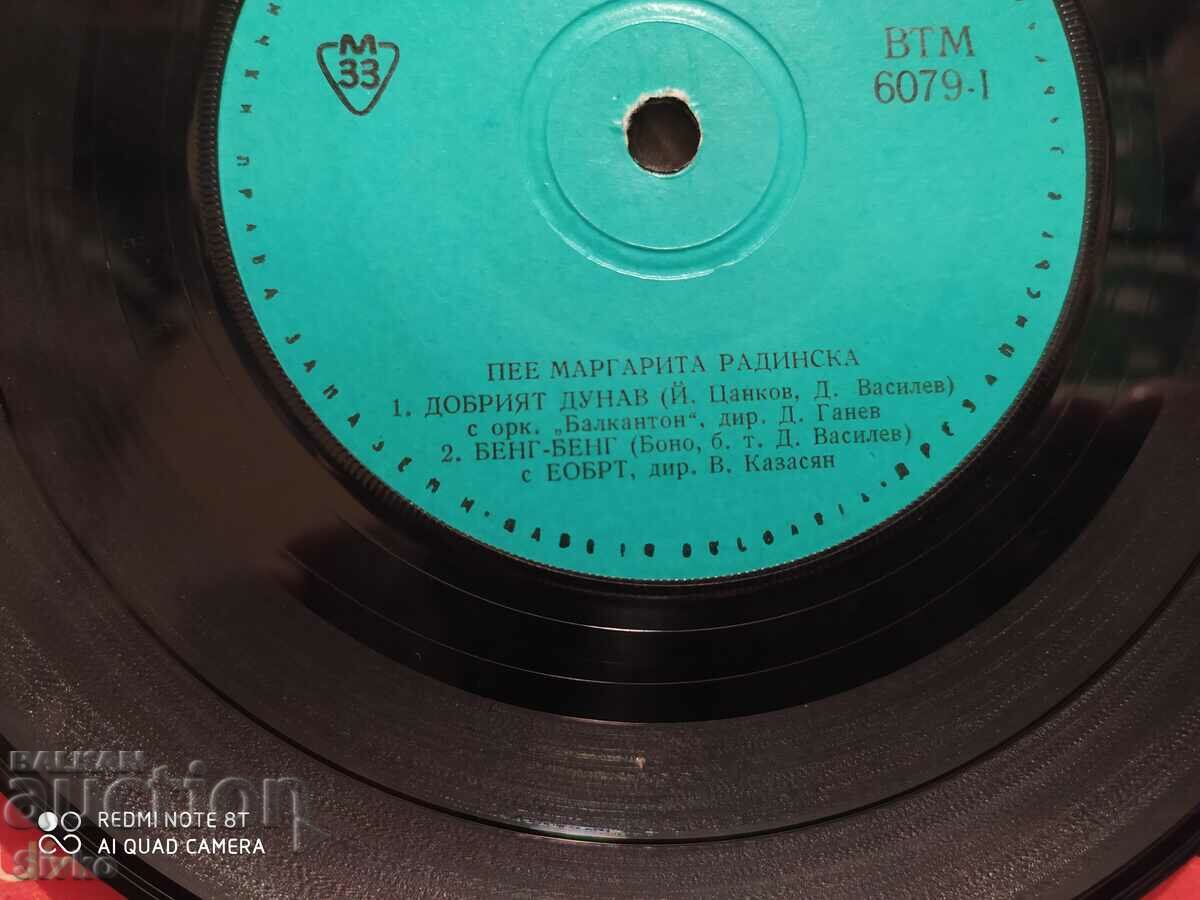 М
33
ВТМ
6079-I
ПЕЕ МАРГАРИТА РАДИНСКА
1. ДОБРИЯТ ДУНАВ (Й. Цанков, Д. Василев)
с орк. „Балкантон", дир. Д. Ганев
2. БЕНГ-БЕНГ (Боно, б. т. Д. Василев)
с ЕОБРТ, дир. В. Казасян
BALKAN
auction
REDMI NOTE 8T
AI QUAD CAMERA
sivko